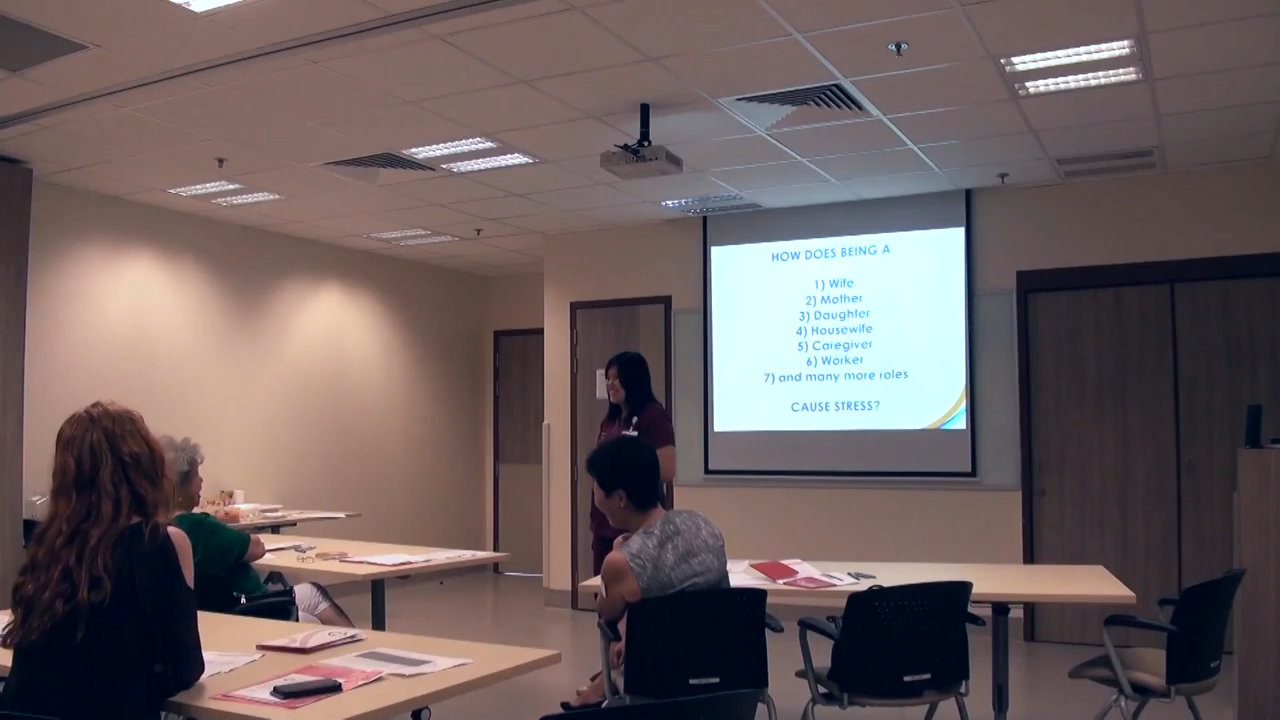 HOW DOES BEING A
1) Wife
2) Mother
3) Daughter
4) Housewife
5) Caregiver
6) Worker
7) and many more roles
CAUSE STRESS?